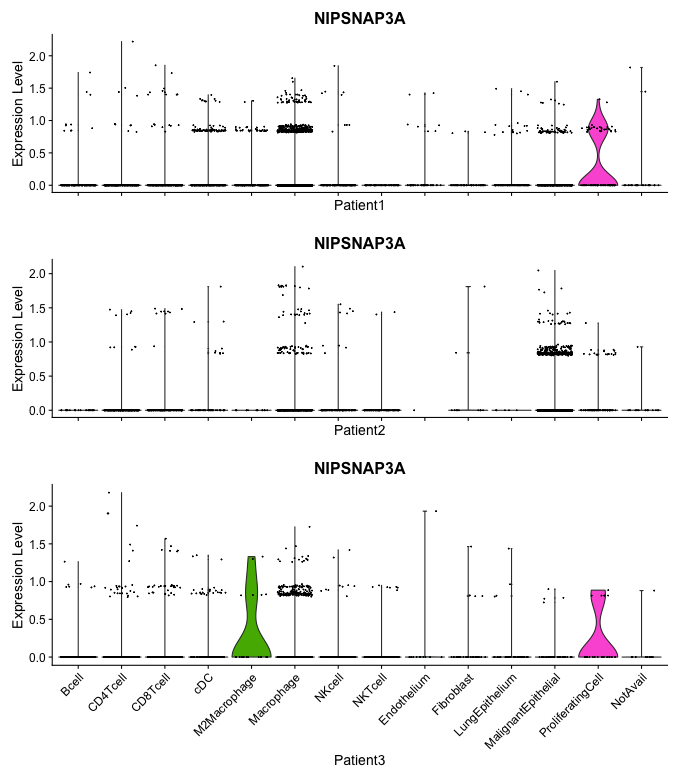 NIPSNAP3A
Expression Level
2.0
1.5
1.0
0.5
0.0
Patient1
NIPSNAP3A
Expression Level
2.0
1.5
1.0
0.5
0.0
Patient2
NIPSNAP3A
Expression Level
2.0
1.5
1.0
0.5
0.0
Bcell
CD4Tcell
CD8Tcell
cDC
M2Macrophage
Macrophage
NKcell
NKTcell
Endothelium
Fibroblast
LungEpithelium
MalignantEpithelial
ProliferatingCell
NotAvail
Patient3